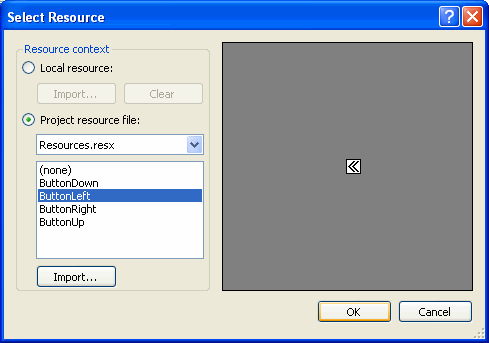 Select Resource
Resource context
Local resource:
Import... Clear
Project resource file:
Resources.resx
(none)
ButtonDown
ButtonLeft
ButtonRight
ButtonUp
Import...
OK Cancel